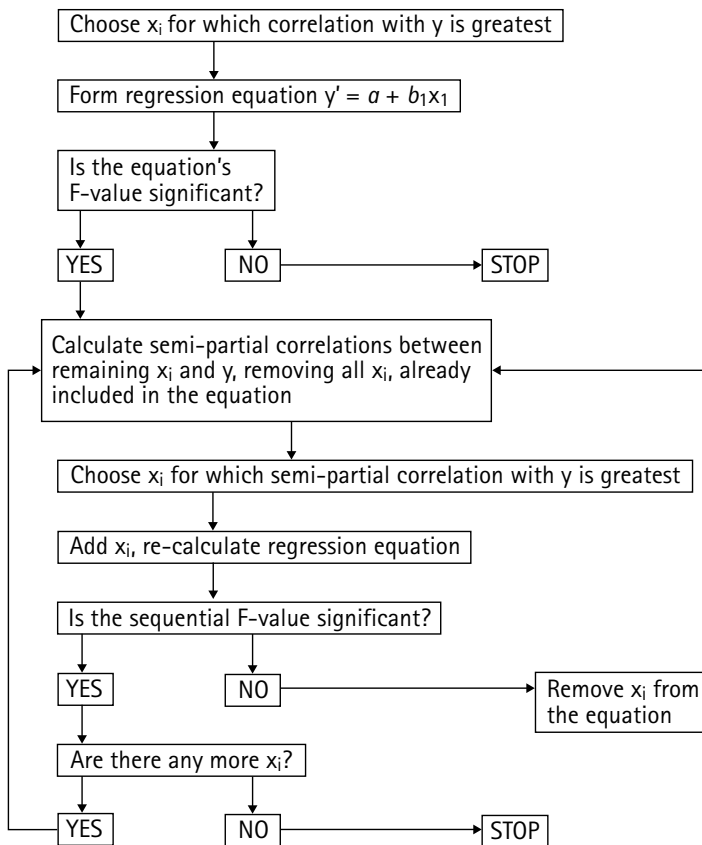 Choose xᵢ for which correlation with y is greatest
Form regression equation y' = a + b₁x₁
Is the equation's
F-value significant?
YES
NO
STOP
Calculate semi-partial correlations between
remaining xᵢ and y, removing all xᵢ, already
included in the equation
Choose xᵢ for which semi-partial correlation with y is greatest
Add xᵢ, re-calculate regression equation
Is the sequential F-value significant?
YES
NO
Remove xᵢ from
the equation
Are there any more xᵢ?
YES
NO
STOP